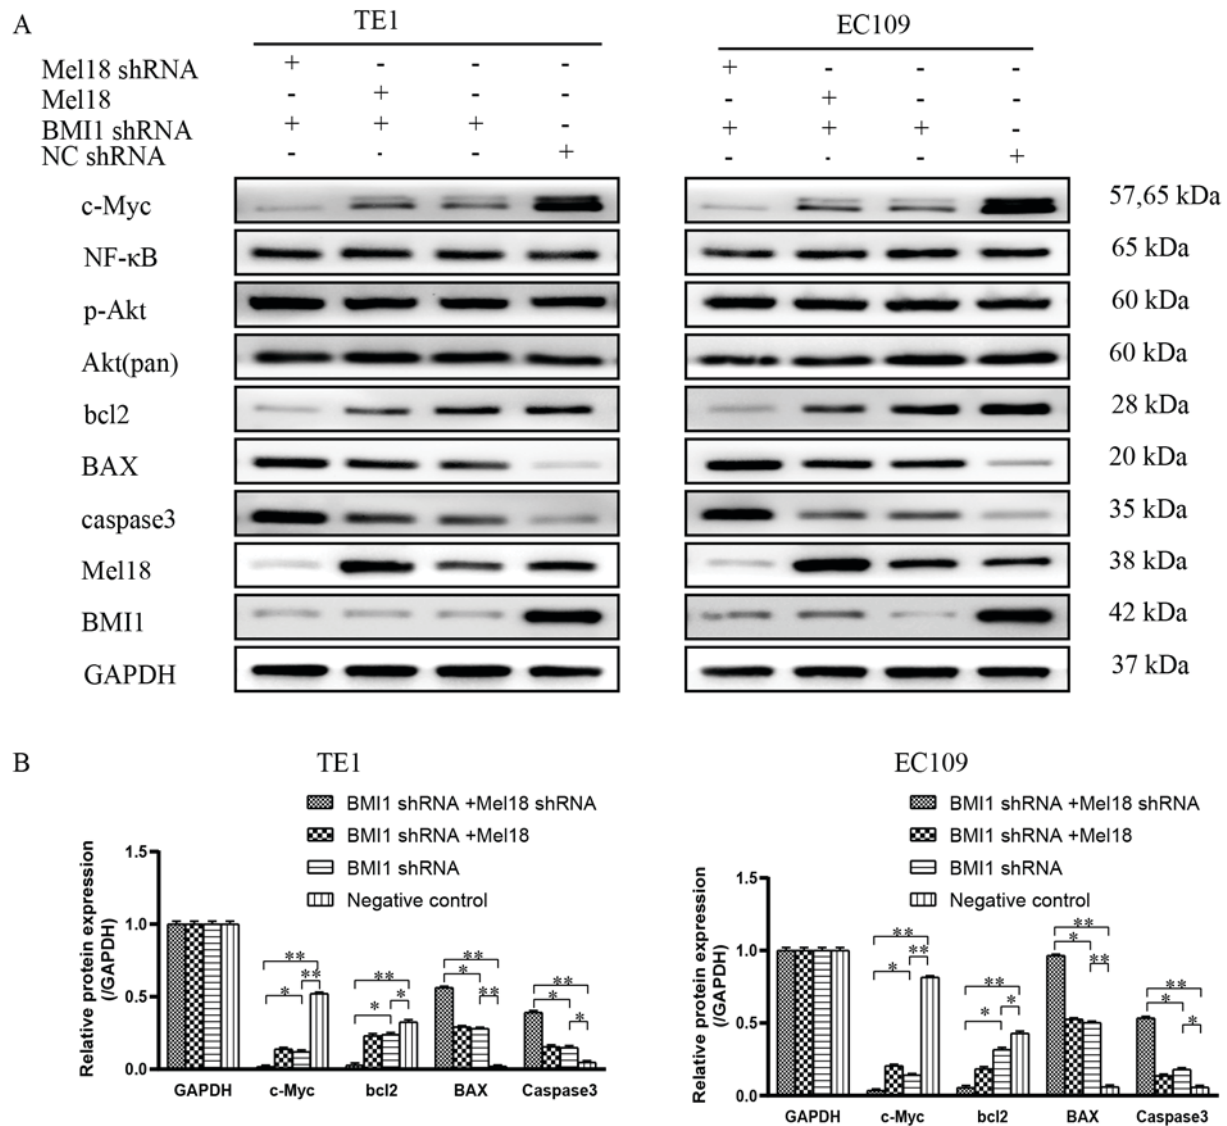 A
TE1
EC109
Mel18 shRNA + - - - + - - -
Mel18 - + - - - + - -
BMI1 shRNA + + + - + + + -
NC shRNA - - - + - - - +
c-Myc 57,65 kDa
NF-κB 65 kDa
p-Akt 60 kDa
Akt(pan) 60 kDa
bcl2 28 kDa
BAX 20 kDa
caspase3 35 kDa
Mel18 38 kDa
BMI1 42 kDa
GAPDH 37 kDa
B
TE1
BMI1 shRNA +Mel18 shRNA
BMI1 shRNA +Mel18
BMI1 shRNA
Negative control
Relative protein expression
(/GAPDH)
1.5
1.0
0.5
0.0
** * **
** * *
** * **
** * *
GAPDH c-Myc bcl2 BAX Caspase3
EC109
BMI1 shRNA +Mel18 shRNA
BMI1 shRNA +Mel18
BMI1 shRNA
Negative control
Relative protein expression
(/GAPDH)
1.5
1.0
0.5
0.0
** ** *
** * *
** * **
** * *
GAPDH c-Myc bcl2 BAX Caspase3